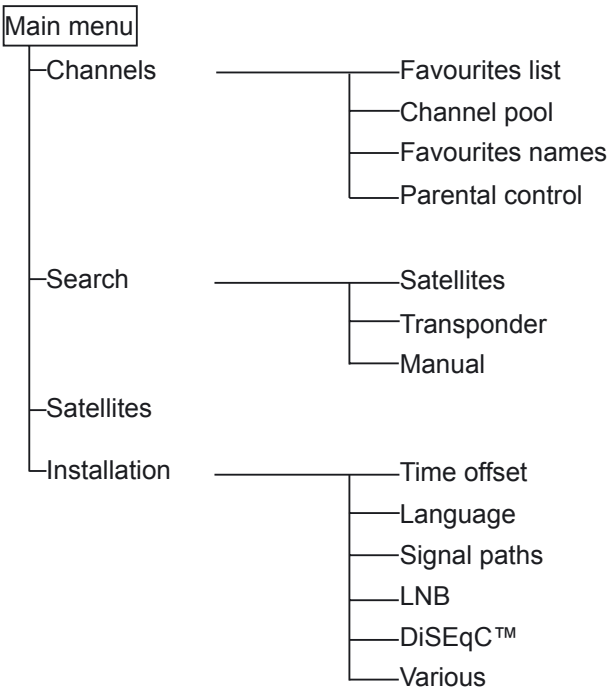 Main menu
Channels
Favourites list
Channel pool
Favourites names
Parental control
Search
Satellites
Transponder
Manual
Satellites
Installation
Time offset
Language
Signal paths
LNB
DiSEqC™
Various